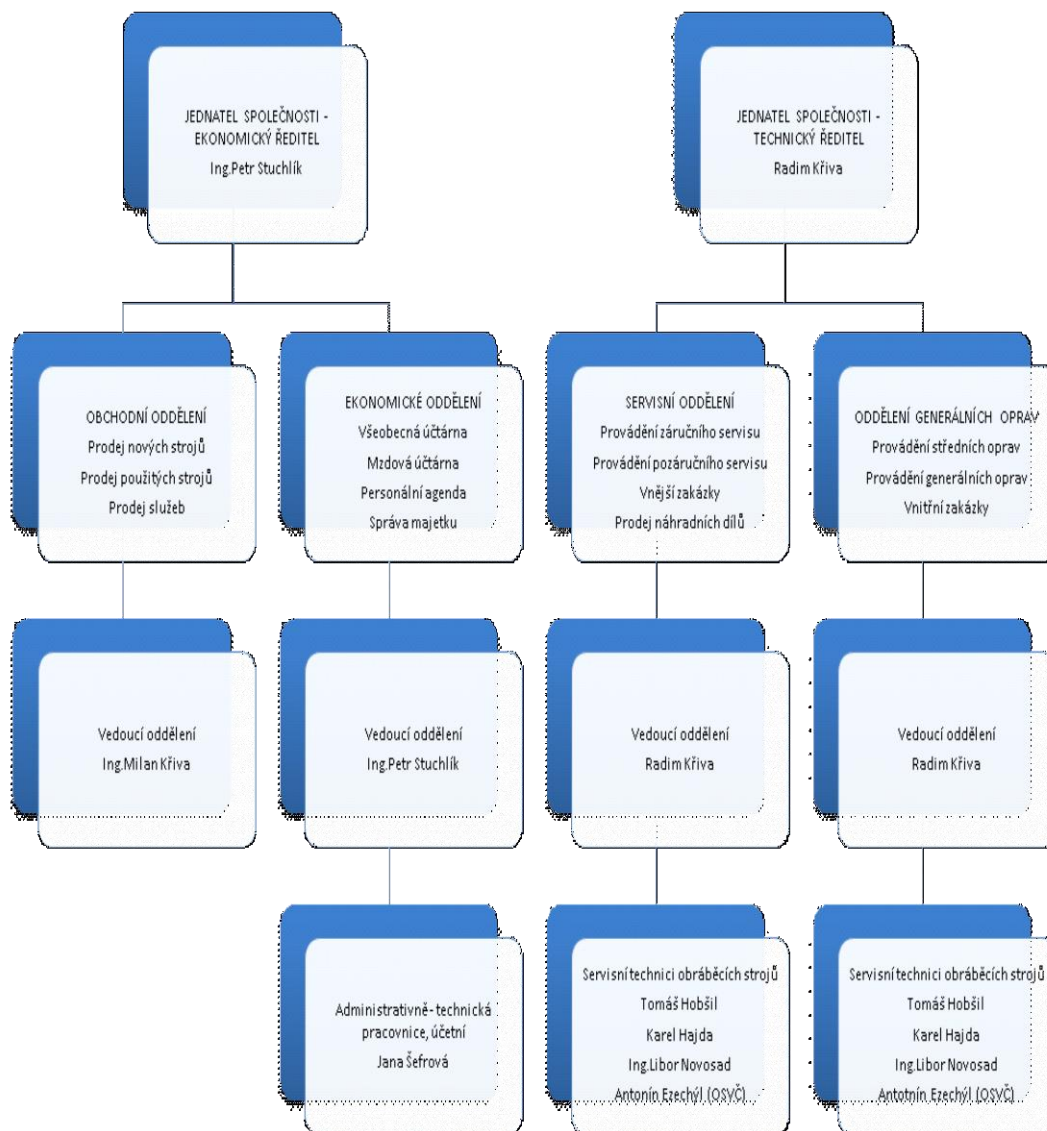 JEDNATEL SPOLEČNOSTI -
EKONOMICKÝ ŘEDITEL
Ing.Petr Stuchlík
JEDNATEL SPOLEČNOSTI -
TECHNICKÝ ŘEDITEL
Radim Křiva
OBCHODNÍ ODDĚLENÍ
Prodej nových strojů
Prodej použitých strojů
Prodej služeb
EKONOMICKÉ ODDĚLENÍ
Všeobecná účtárna
Mzdová účtárna
Personální agenda
Správa majetku
SERVISNÍ ODDĚLENÍ
Provádění záručního servisu
Provádění pozáručního servisu
Vnější zakázky
Prodej náhradních dílů
ODDĚLENÍ GENERÁLNÍCH OPRAV
Provádění středních oprav
Provádění generálních oprav
Vnitřní zakázky
Vedoucí oddělení
Ing.Milan Křiva
Vedoucí oddělení
Ing.Petr Stuchlík
Vedoucí oddělení
Radim Křiva
Vedoucí oddělení
Radim Křiva
Administrativně- technická
pracovnice, účetní
Jana Šefrová
Servisní technici obráběcích strojů
Tomáš Hobšil
Karel Hajda
Ing.Libor Novosad
Antonín Ezechýl (OSVČ)
Servisní technici obráběcích strojů
Tomáš Hobšil
Karel Hajda
Ing.Libor Novosad
Antotnín Ezechýl (OSVČ)